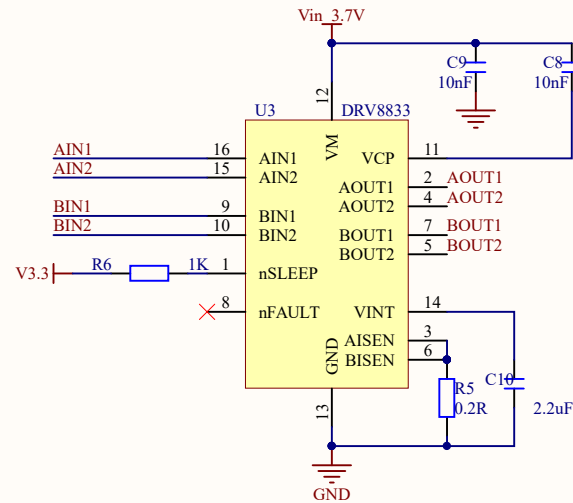 Vin 3.7V
C9
10nF
C8
10nF
U3
DRV8833
12
VM
AIN1
16
AIN1
VCP
11
AIN2
15
AIN2
AOUT1
2
AOUT1
AOUT2
4
AOUT2
BIN1
9
BIN1
BOUT1
7
BOUT1
BIN2
10
BIN2
BOUT2
5
BOUT2
V3.3
R6
1K
1
nSLEEP
8
nFAULT
VINT
14
AISEN
3
BISEN
6
GND
13
R5
0.2R
C10
2.2uF
GND